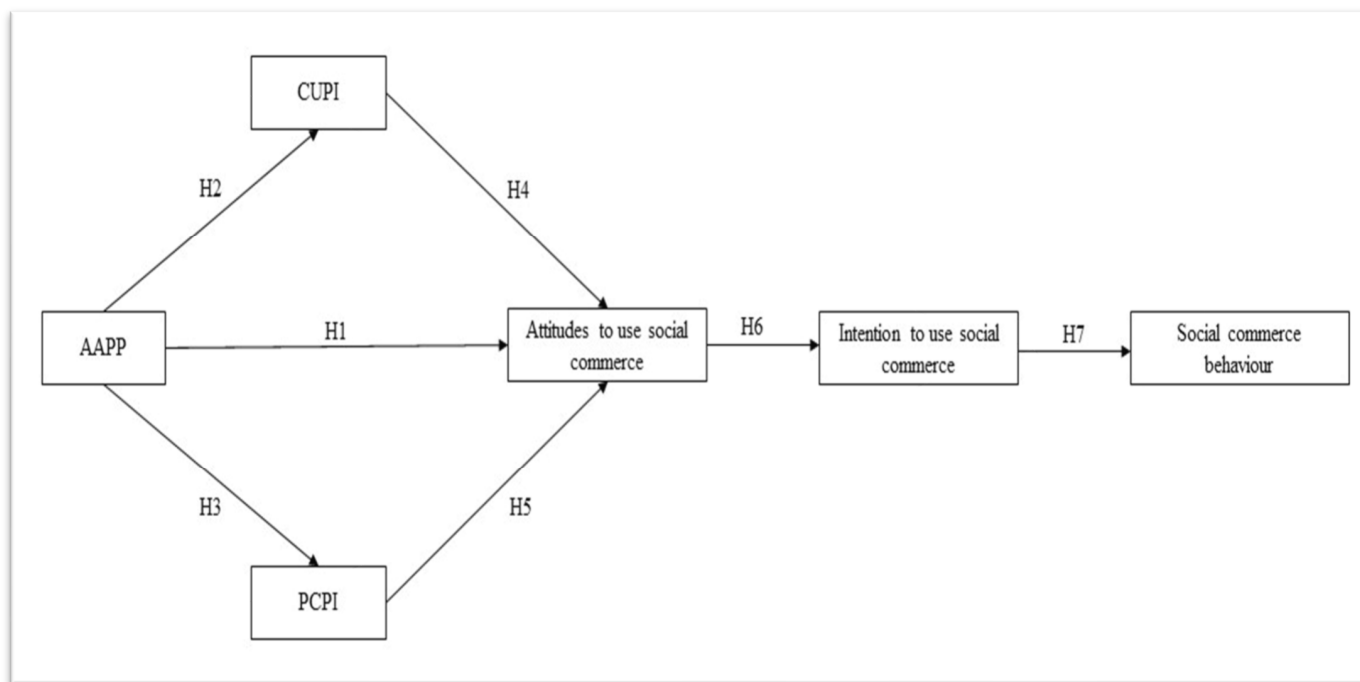 CUPI
H2
H4
AAPP
H1
Attitudes to use social
commerce
H6
Intention to use social
commerce
H7
Social commerce
behaviour
H3
H5
PCPI